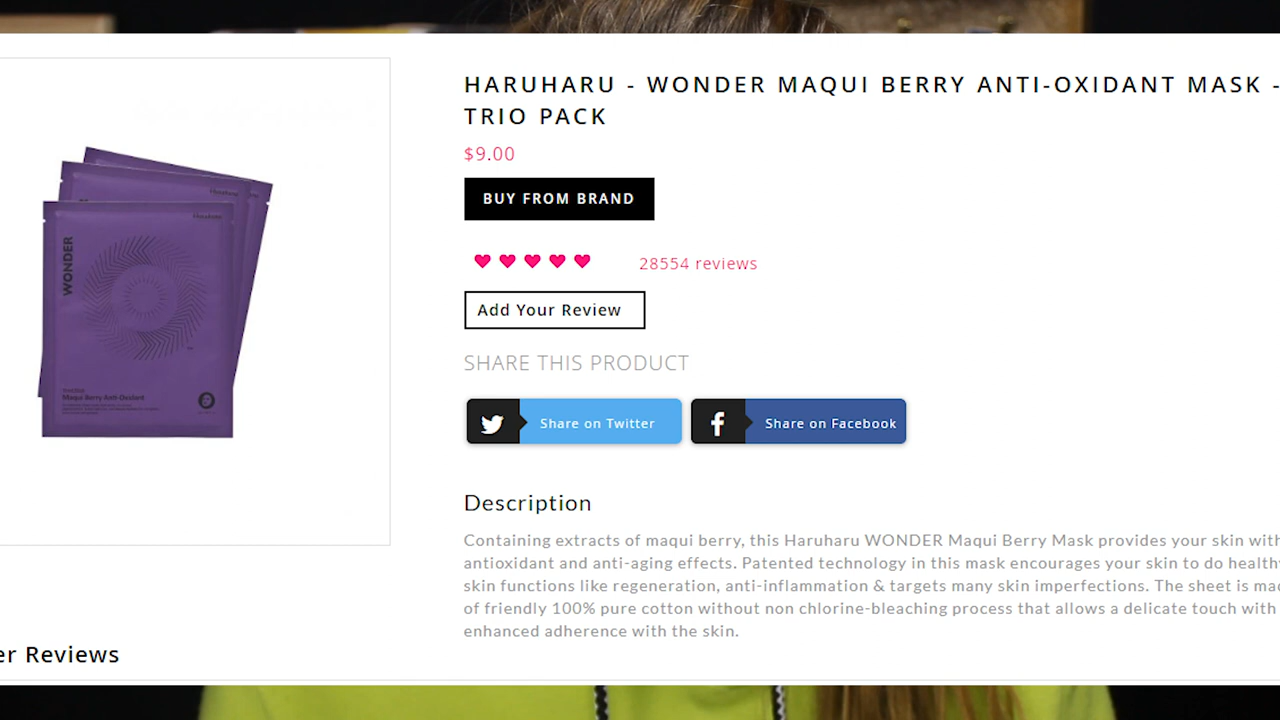 HARUHARU - WONDER MAQUI BERRY ANTI-OXIDANT MASK -
TRIO PACK
$9.00
BUY FROM BRAND
28554 reviews
Add Your Review
SHARE THIS PRODUCT
Share on Twitter
Share on Facebook
Haruharu
Haruharu
WONDER
Maqui Berry Anti-Oxidant
Description
Containing extracts of maqui berry, this Haruharu WONDER Maqui Berry Mask provides your skin with
antioxidant and anti-aging effects. Patented technology in this mask encourages your skin to do healthy
skin functions like regeneration, anti-inflammation & targets many skin imperfections. The sheet is mad
of friendly 100% pure cotton without non chlorine-bleaching process that allows a delicate touch with
enhanced adherence with the skin.
er Reviews